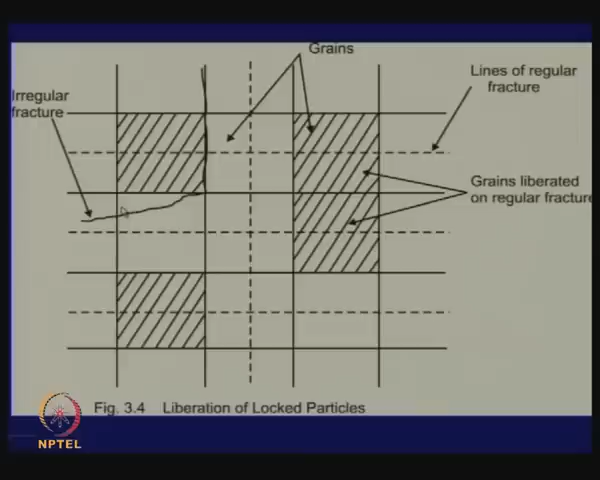 Grains
Lines of regular
fracture
Irregular
fracture
Grains liberated
on regular fracture
Fig. 3.4 Liberation of Locked Particles
NPTEL